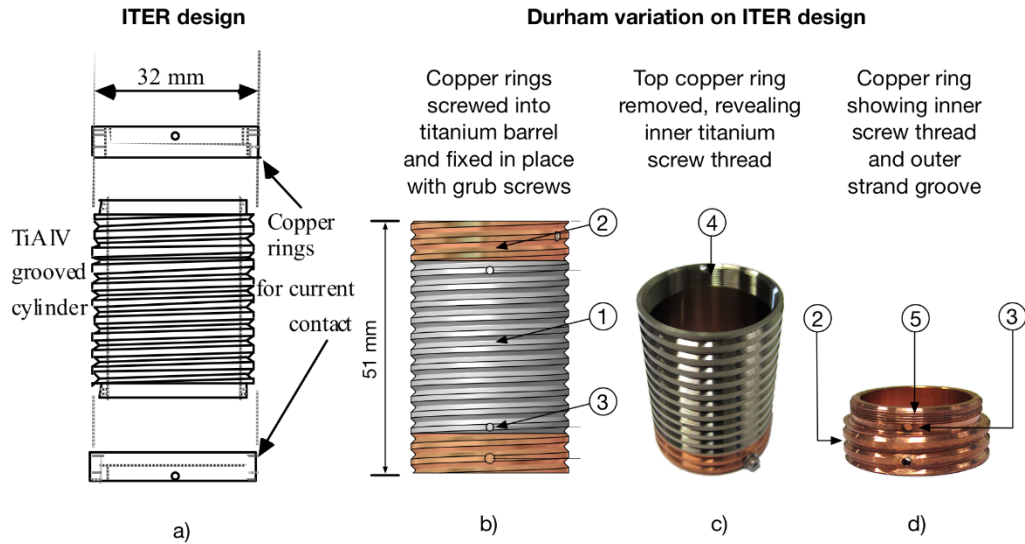 ITER design
Durham variation on ITER design
32 mm
TiAlV
grooved
cylinder
Copper
rings
for current
contact
a)
Copper rings
screwed into
titanium barrel
and fixed in place
with grub screws
51 mm
2
1
3
b)
Top copper ring
removed, revealing
inner titanium
screw thread
4
c)
Copper ring
showing inner
screw thread
and outer
strand groove
2
5
3
d)